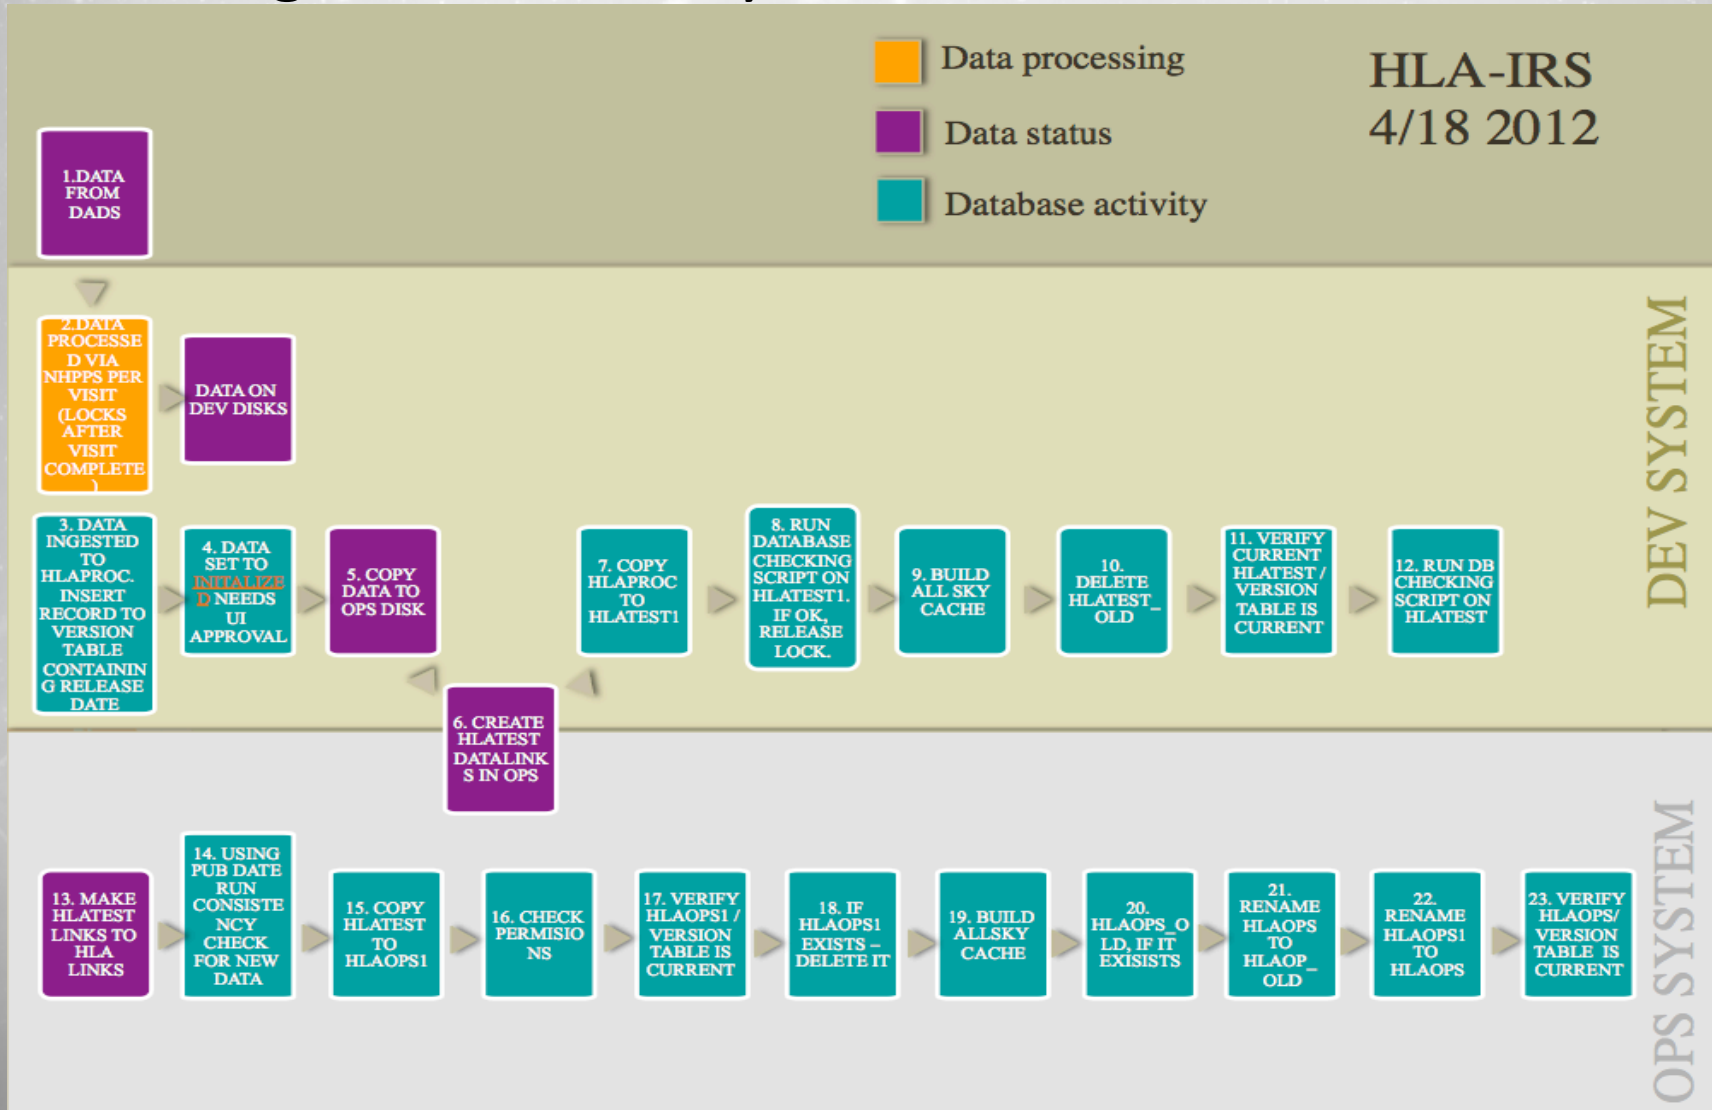 Data processing
Data status
Database activity
HLA-IRS
4/18 2012
1.DATA
FROM
DADS
2.DATA
PROCESSE
D VIA
NHPPS PER
VISIT
(LOCKS
AFTER
VISIT
COMPLETE
)
DATA ON
DEV DISKS
DEV SYSTEM
3. DATA
INGESTED
TO
HLAPROC.
INSERT
RECORD TO
VERSION
TABLE
CONTAININ
G RELEASE
DATE
4. DATA
SET TO
INITALIZE
D NEEDS
UI
APPROVAL
5. COPY
DATA TO
OPS DISK
6. CREATE
HLATEST
DATALINK
S IN OPS
7. COPY
HLAPROC
TO
HLATEST1
8. RUN
DATABASE
CHECKING
SCRIPT ON
HLATEST1.
IF OK,
RELEASE
LOCK.
9. BUILD
ALL SKY
CACHE
10.
DELETE
HLATEST_
OLD
11. VERIFY
CURRENT
HLATEST /
VERSION
TABLE IS
CURRENT
12. RUN DB
CHECKING
SCRIPT ON
HLATEST
13. MAKE
HLATEST
LINKS TO
HLA
LINKS
14. USING
PUB DATE
RUN
CONSISTE
NCY
CHECK
FOR NEW
DATA
15. COPY
HLATEST
TO
HLAOPS1
16. CHECK
PERMISIO
NS
17. VERIFY
HLAOPS1 /
VERSION
TABLE IS
CURRENT
18. IF
HLAOPS1
EXISTS –
DELETE IT
19. BUILD
ALLSKY
CACHE
20.
HLAOPS_O
LD, IF IT
EXISISTS
21.
RENAME
HLAOPS
TO
HLAOP_
OLD
22.
RENAME
HLAOPS1
TO
HLAOPS
23. VERIFY
HLAOPS/
VERSION
TABLE IS
CURRENT
OPS SYSTEM